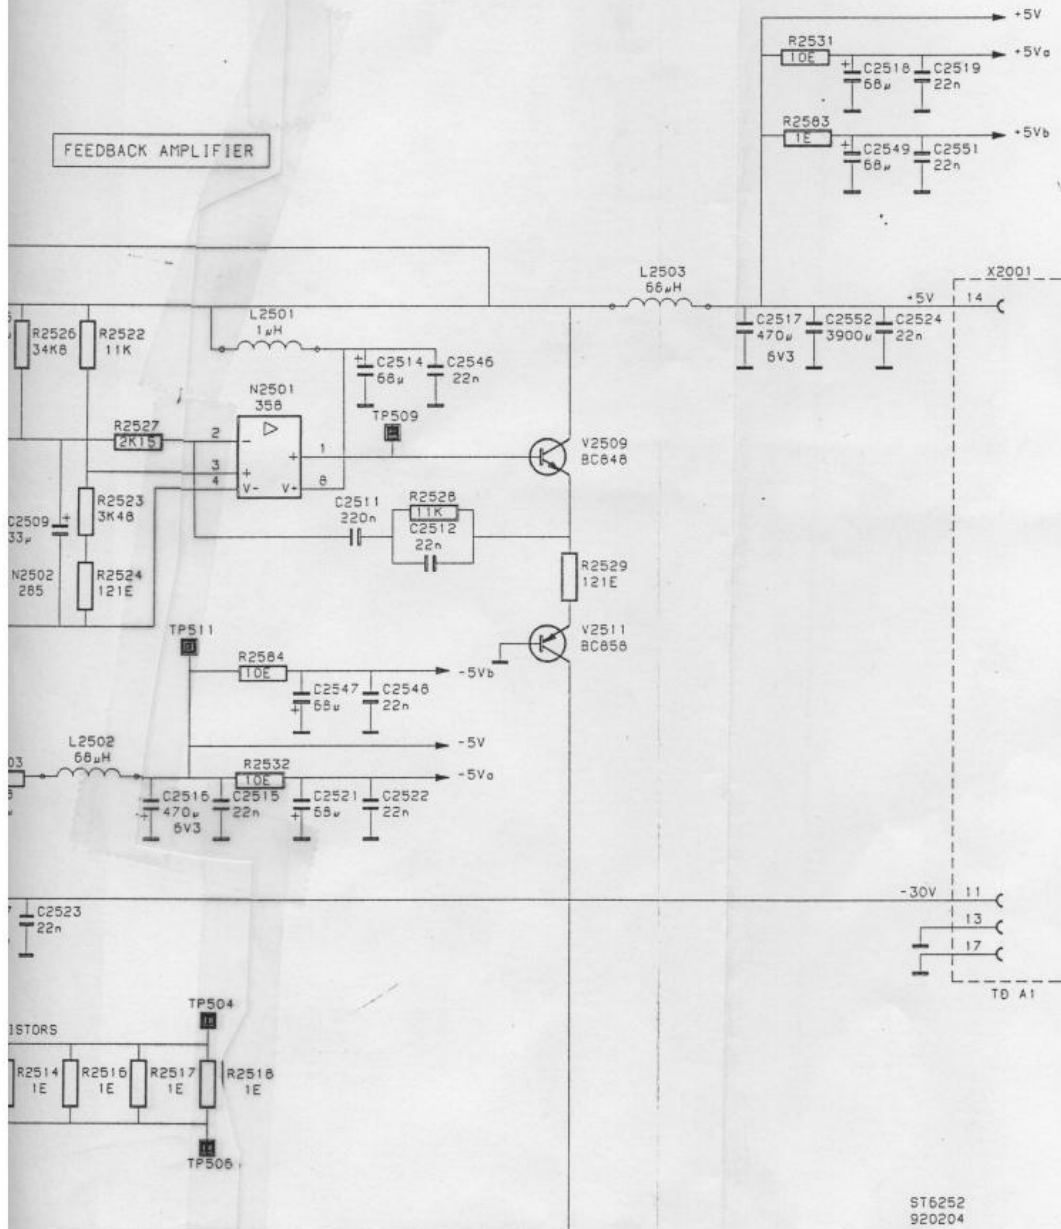 +5V
R2531
10E
+5Va
C2518
68µ
C2519
22n
R2583
1E
+5Vb
C2549
68µ
C2551
22n
FEEDBACK AMPLIFIER
L2503
68µH
X2001
+5V
14
C2517
470µ
6V3
C2552
3900µ
C2524
22n
R2526
34K8
R2522
11K
L2501
1µH
C2514
68µ
C2546
22n
N2501
358
TP509
R2527
2K15
2
1
3
4
8
V-
V+
V2509
BC848
C2509
33µ
R2523
3K48
C2511
220n
R2528
11K
C2512
22n
N2502
285
R2524
121E
R2529
121E
TP511
V2511
BC858
R2584
10E
-5Vb
C2547
68µ
C2548
22n
-5V
L2502
68µH
03
R2532
10E
-5Va
C2516
470µ
6V3
C2515
22n
C2521
68µ
C2522
22n
-30V
11
C2523
22n
13
17
TO A1
TP504
ISTORS
R2514
1E
R2516
1E
R2517
1E
R2518
1E
TP506
ST6252
920204